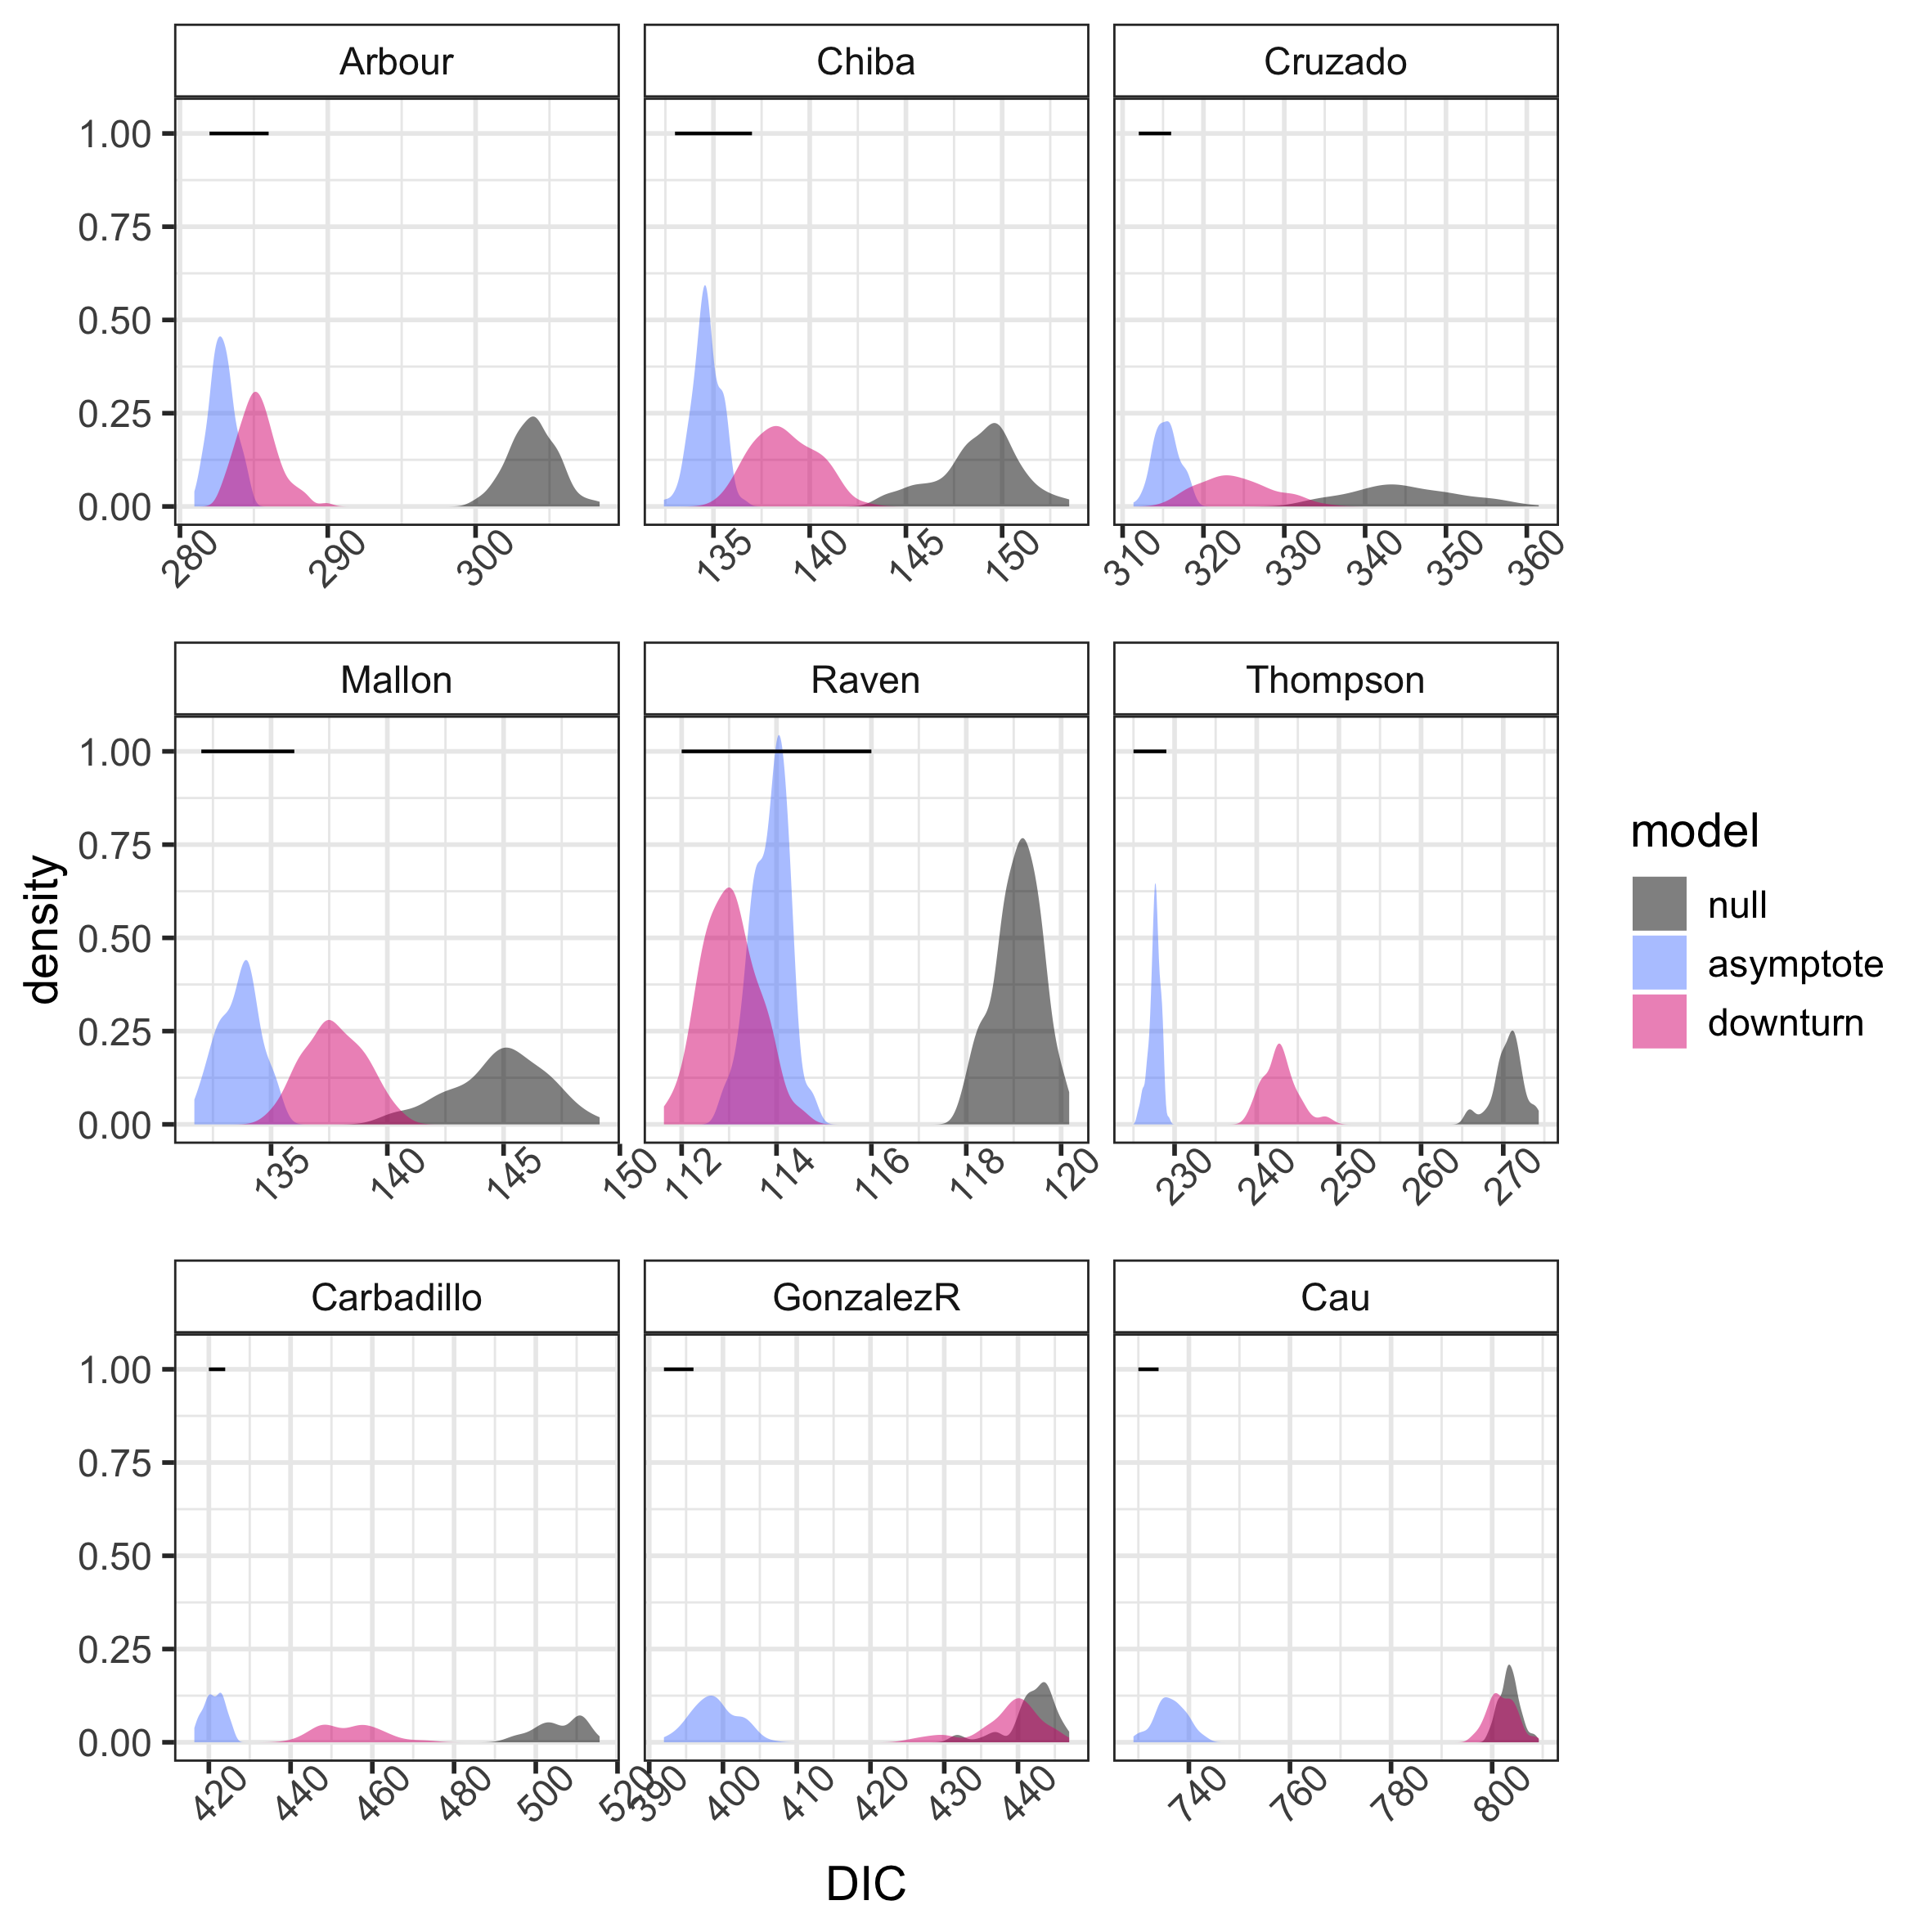 Arbour Chiba Cruzado
1.00
0.75
0.50
0.25
0.00
280 290 300 135 140 145 150 310 320 330 340 350 360
Mallon Raven Thompson
1.00
0.75
0.50
0.25
0.00
135 140 145 150 112 114 116 118 120 230 240 250 260 270
Carbadillo GonzalezR Cau
1.00
0.75
0.50
0.25
0.00
420 440 460 480 500 520 390 400 410 420 430 440 740 760 780 800
density
DIC
model
null
asymptote
downturn